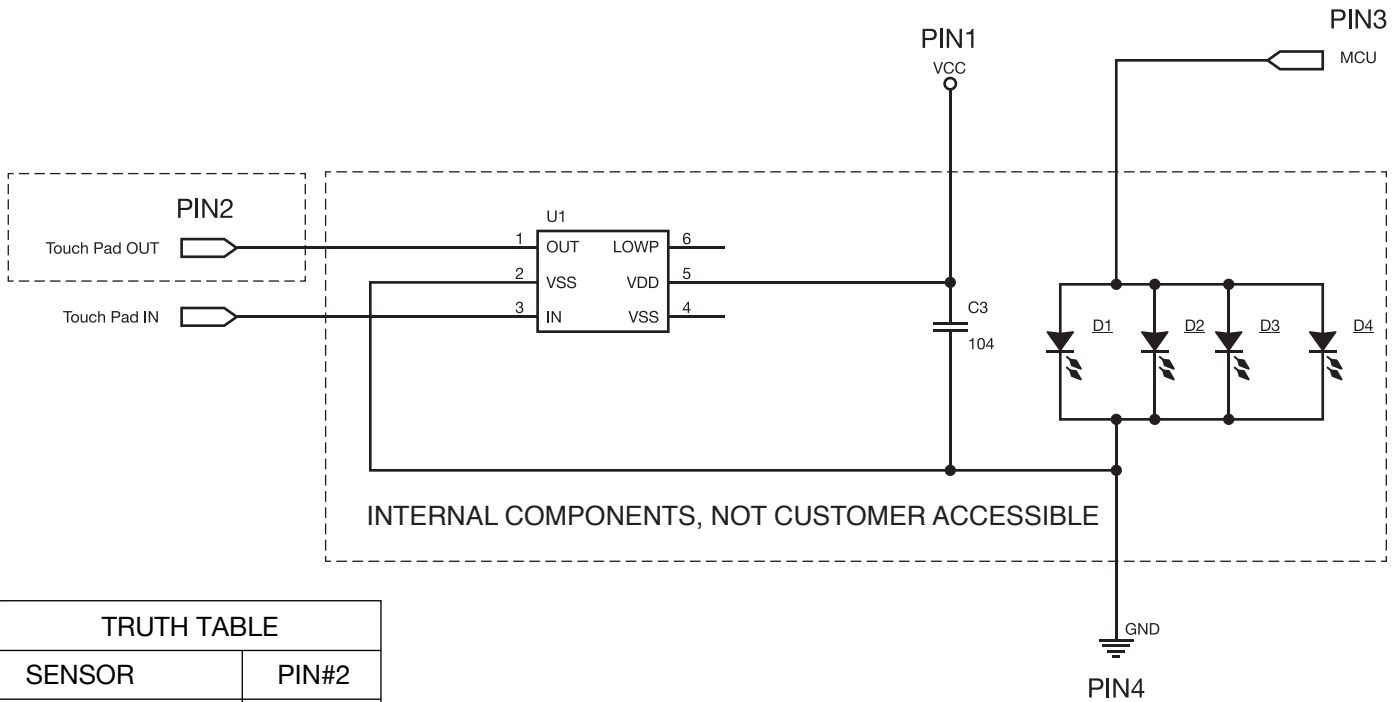 PIN3
MCU
PIN1
VCC
PIN2
Touch Pad OUT
Touch Pad IN
U1
1 OUT LOWP 6
2 VSS VDD 5
3 IN VSS 4
C3
104
D1 D2 D3 D4
INTERNAL COMPONENTS, NOT CUSTOMER ACCESSIBLE
GND
PIN4
TRUTH TABLE
SENSOR PIN#2